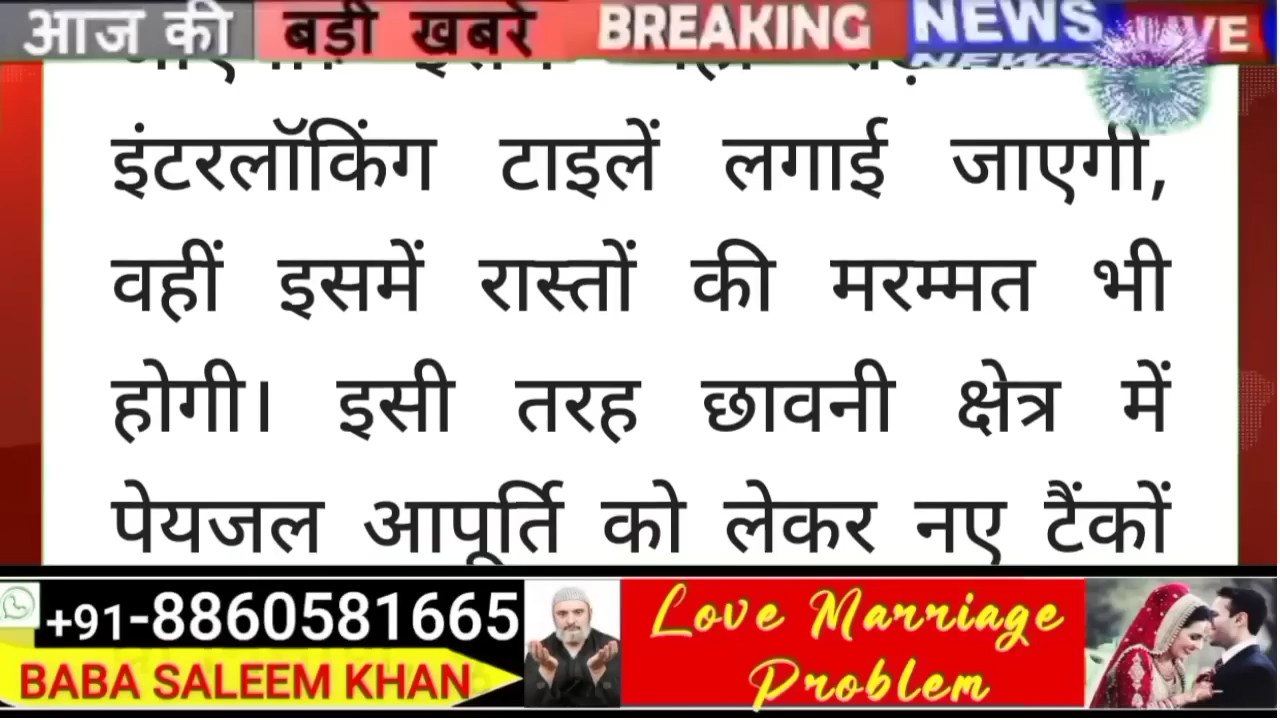 आज की बड़ी खबरे BREAKING NEWS LIVE
इंटरलॉकिंग टाइलें लगाई जाएगी,
वहीं इसमें रास्तों की मरम्मत भी
होगी। इसी तरह छावनी क्षेत्र में
पेयजल आपूर्ति को लेकर नए टैंकों
+91-8860581665
BABA SALEEM KHAN
Love Marriage
Problem